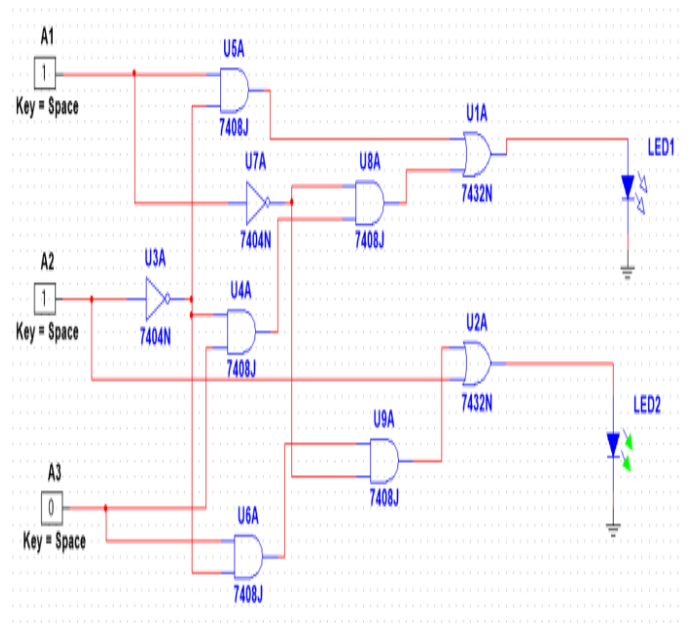 A1
1
Key = Space
U5A
7408J
U7A
7404N
U8A
7408J
U1A
7432N
LED1
A2
1
Key = Space
U3A
7404N
U4A
7408J
U2A
7432N
LED2
U9A
7408J
A3
0
Key = Space
U6A
7408J